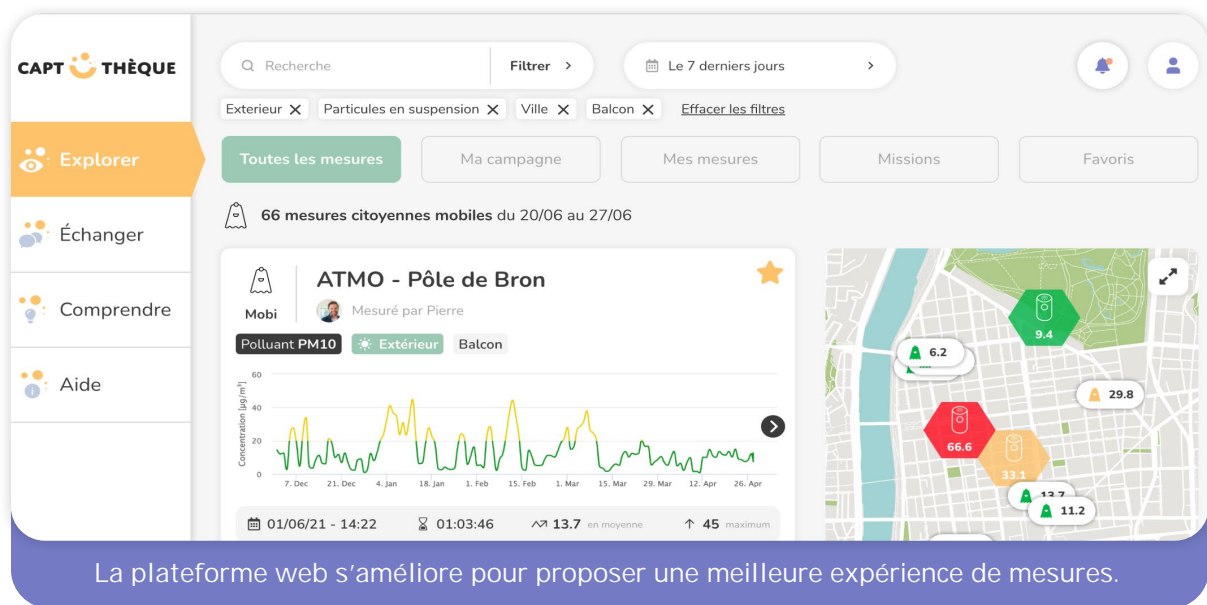 CAPT THÈQUE
Recherche
Filtrer >
Le 7 derniers jours >
Exterieur X Particules en suspension X Ville X Balcon X Effacer les filtres
Explorer
Toutes les mesures
Ma campagne
Mes mesures
Missions
Favoris
66 mesures citoyennes mobiles du 20/06 au 27/06
Échanger
Comprendre
Aide
Mobi
ATMO - Pôle de Bron
Mesuré par Pierre
Polluant PM10 Extérieur Balcon
Concentration [µg/m³]
60
40
20
0
7. Dec 21. Dec 4. Jan 18. Jan 1. Feb 15. Feb 1. Mar 15. Mar 29. Mar 12. Apr 26. Apr
01/06/21 - 14:22 01:03:46 13.7 en moyenne 45 maximum
9.4
6.2
29.8
66.6
33.1
13.7
11.2
La plateforme web s'améliore pour proposer une meilleure expérience de mesures.